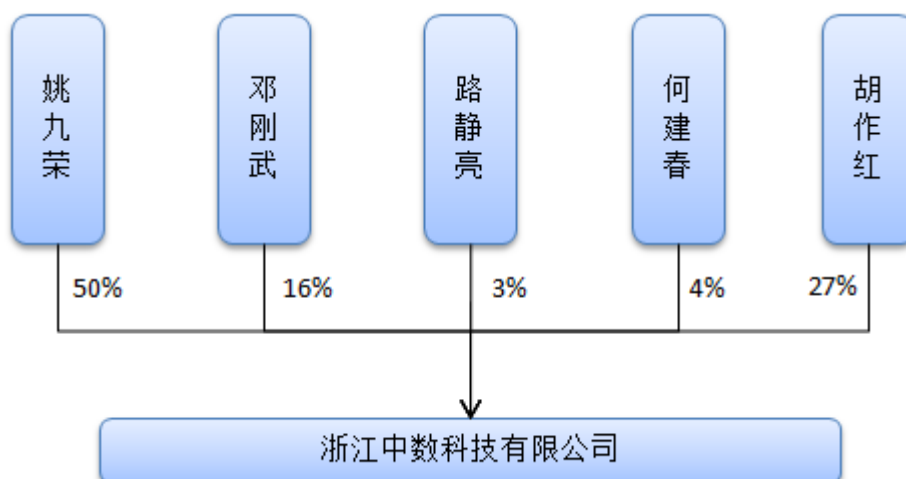 姚九荣
邓刚武
路静亮
何建春
胡作红
50%
16%
3%
4%
27%
浙江中数科技有限公司